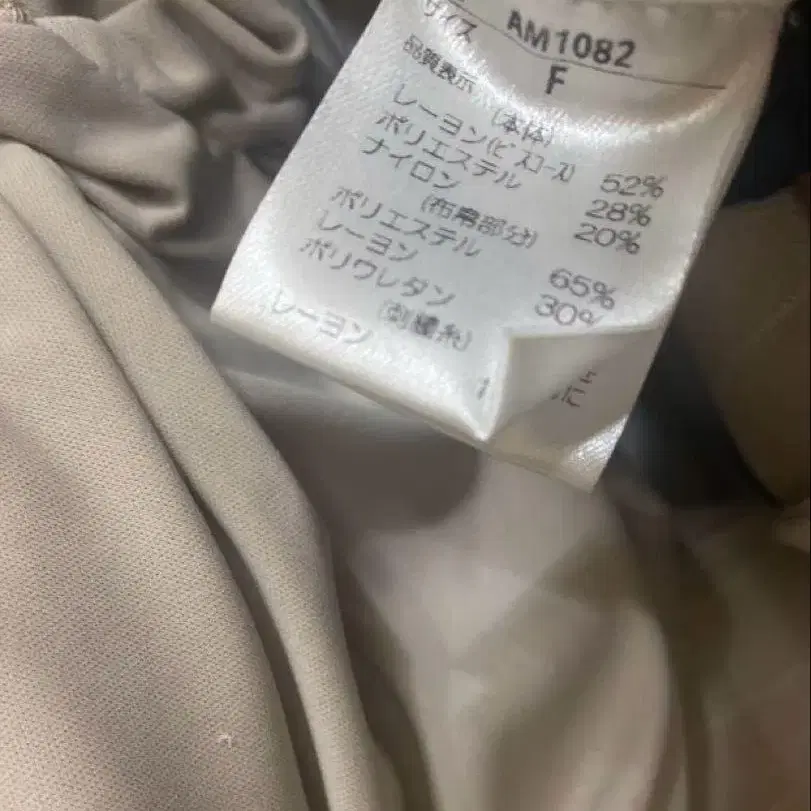 AM1082
サイズ F
品質表示
(本体)
レーヨン(ビスコース) 52%
ポリエステル 28%
ナイロン 20%
(布帛部分)
ポリエステル 65%
レーヨン 30%
ポリウレタン
(刺繍糸)
レーヨン
に